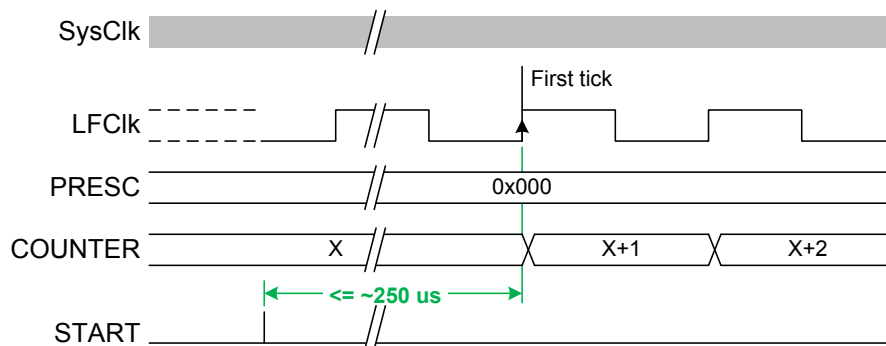 SysClk
First tick
LFClk
PRESC
0x000
COUNTER
X
X+1
X+2
<= ~250 us
START